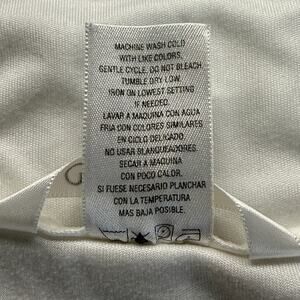 MACHINE WASH COLD
WITH LIKE COLORS,
GENTLE CYCLE. DO NOT BLEACH.
TUMBLE DRY LOW.
IRON ON LOWEST SETTING
IF NEEDED.
LAVAR A MAQUINA CON AGUA
FRIA CON COLORES SIMILARES
EN CICLO DELICADO.
NO USAR BLANQUEADORES.
SECAR A MAQUINA
CON POCO CALOR.
SI FUESE NECESARIO PLANCHAR
CON LA TEMPERATURA
MAS BAJA POSIBLE.